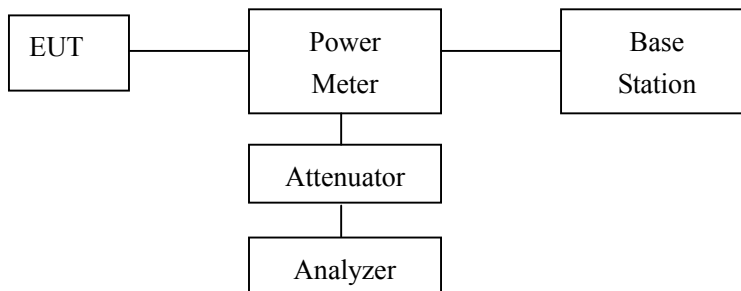 EUT
Power
Meter
Base
Station
Attenuator
Analyzer